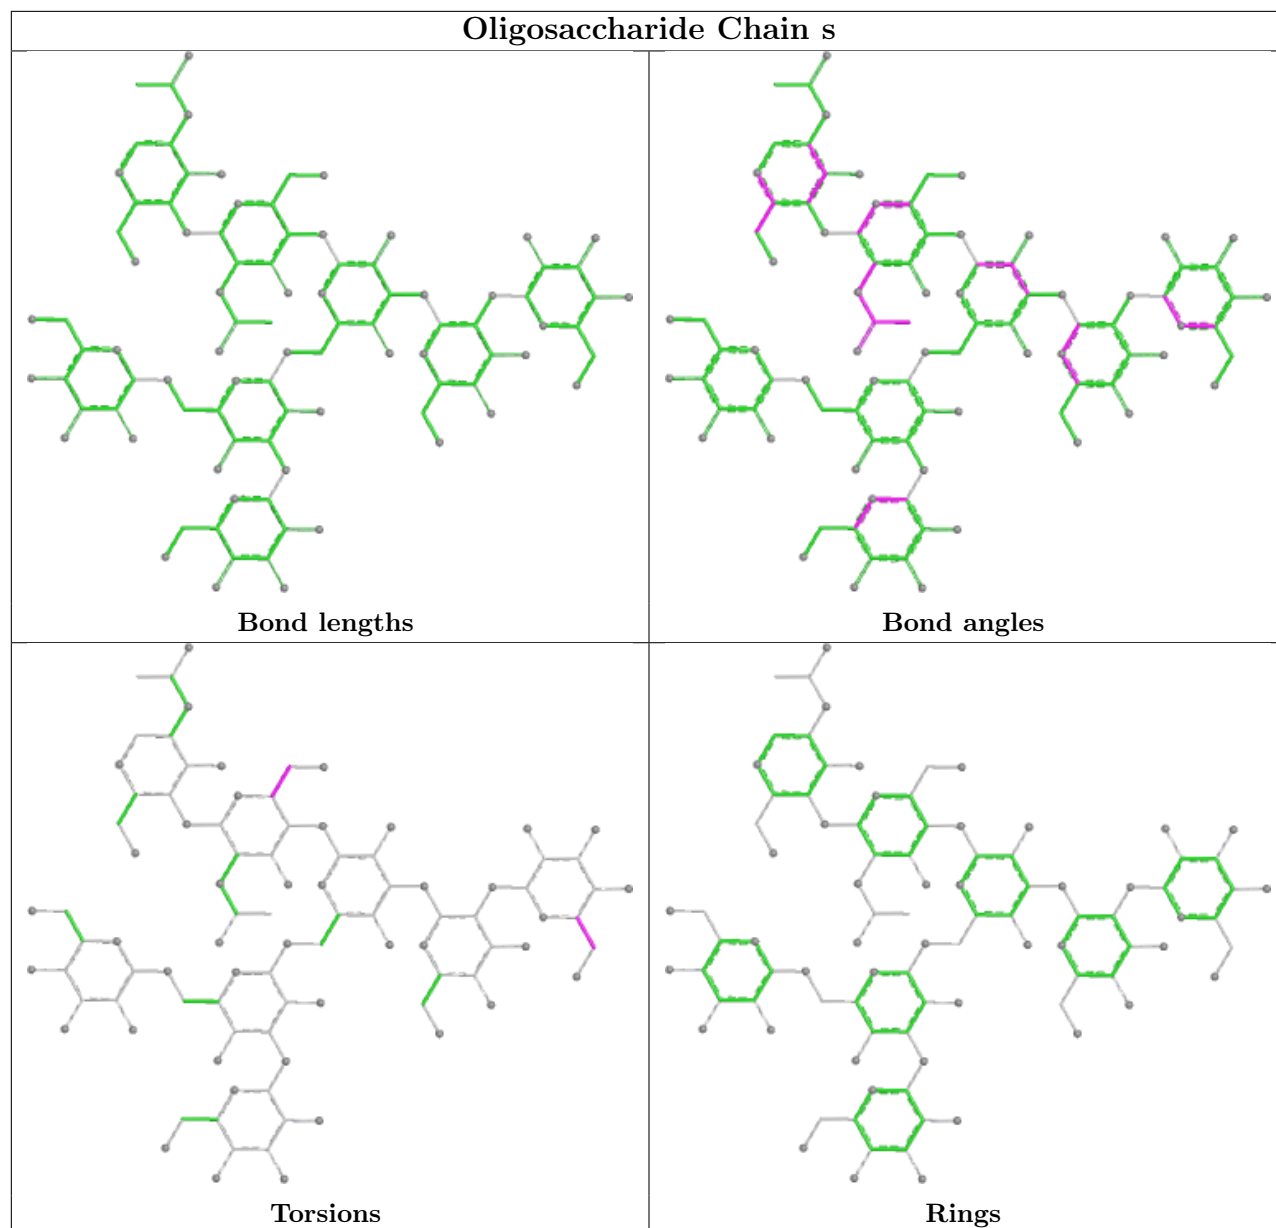 Oligosaccharide Chain s
Bond lengths
Bond angles
Torsions
Rings